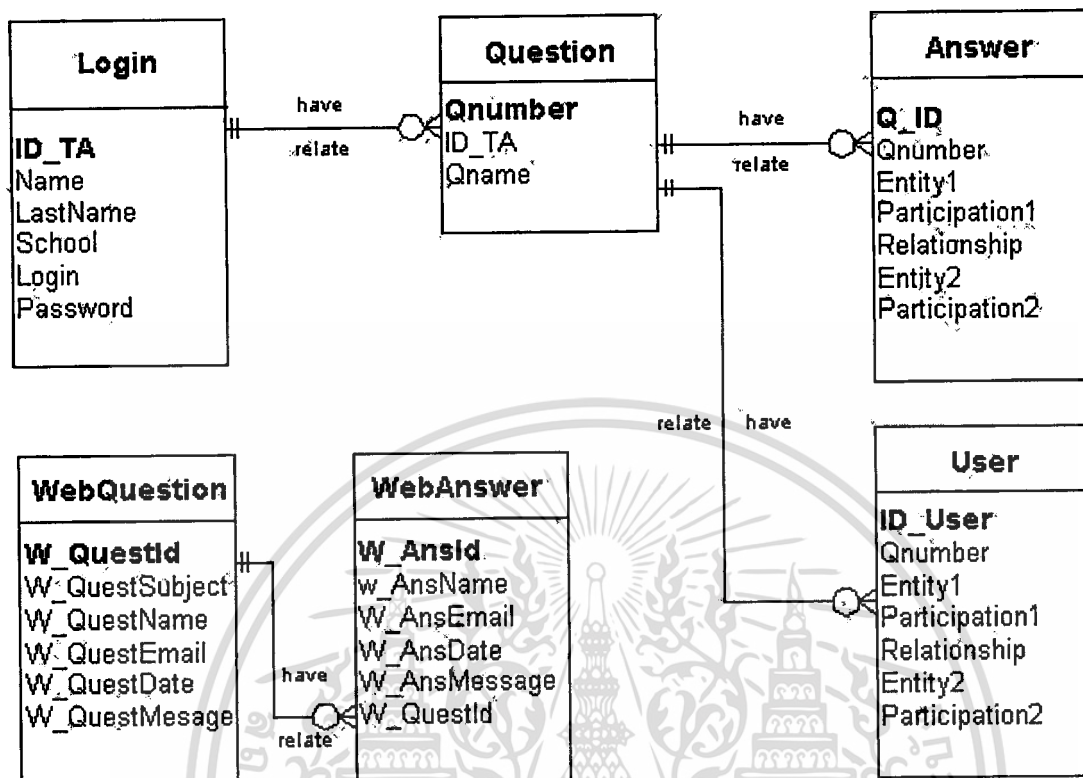 Login
ID_TA
Name
LastName
School
Login
Password
have
relate
Question
Qnumber
ID_TA
Qname
have
relate
Answer
Q_ID
Qnumber
Entity1
Participation1
Relationship
Entity2
Participation2
relate have
User
ID_User
Qnumber
Entity1
Participation1
Relationship
Entity2
Participation2
WebQuestion
W_QuestId
W_QuestSubject
W_QuestName
W_QuestEmail
W_QuestDate
W_QuestMesage
have
relate
WebAnswer
W_AnsId
w_AnsName
W_AnsEmail
W_AnsDate
W_AnsMessage
W_QuestId